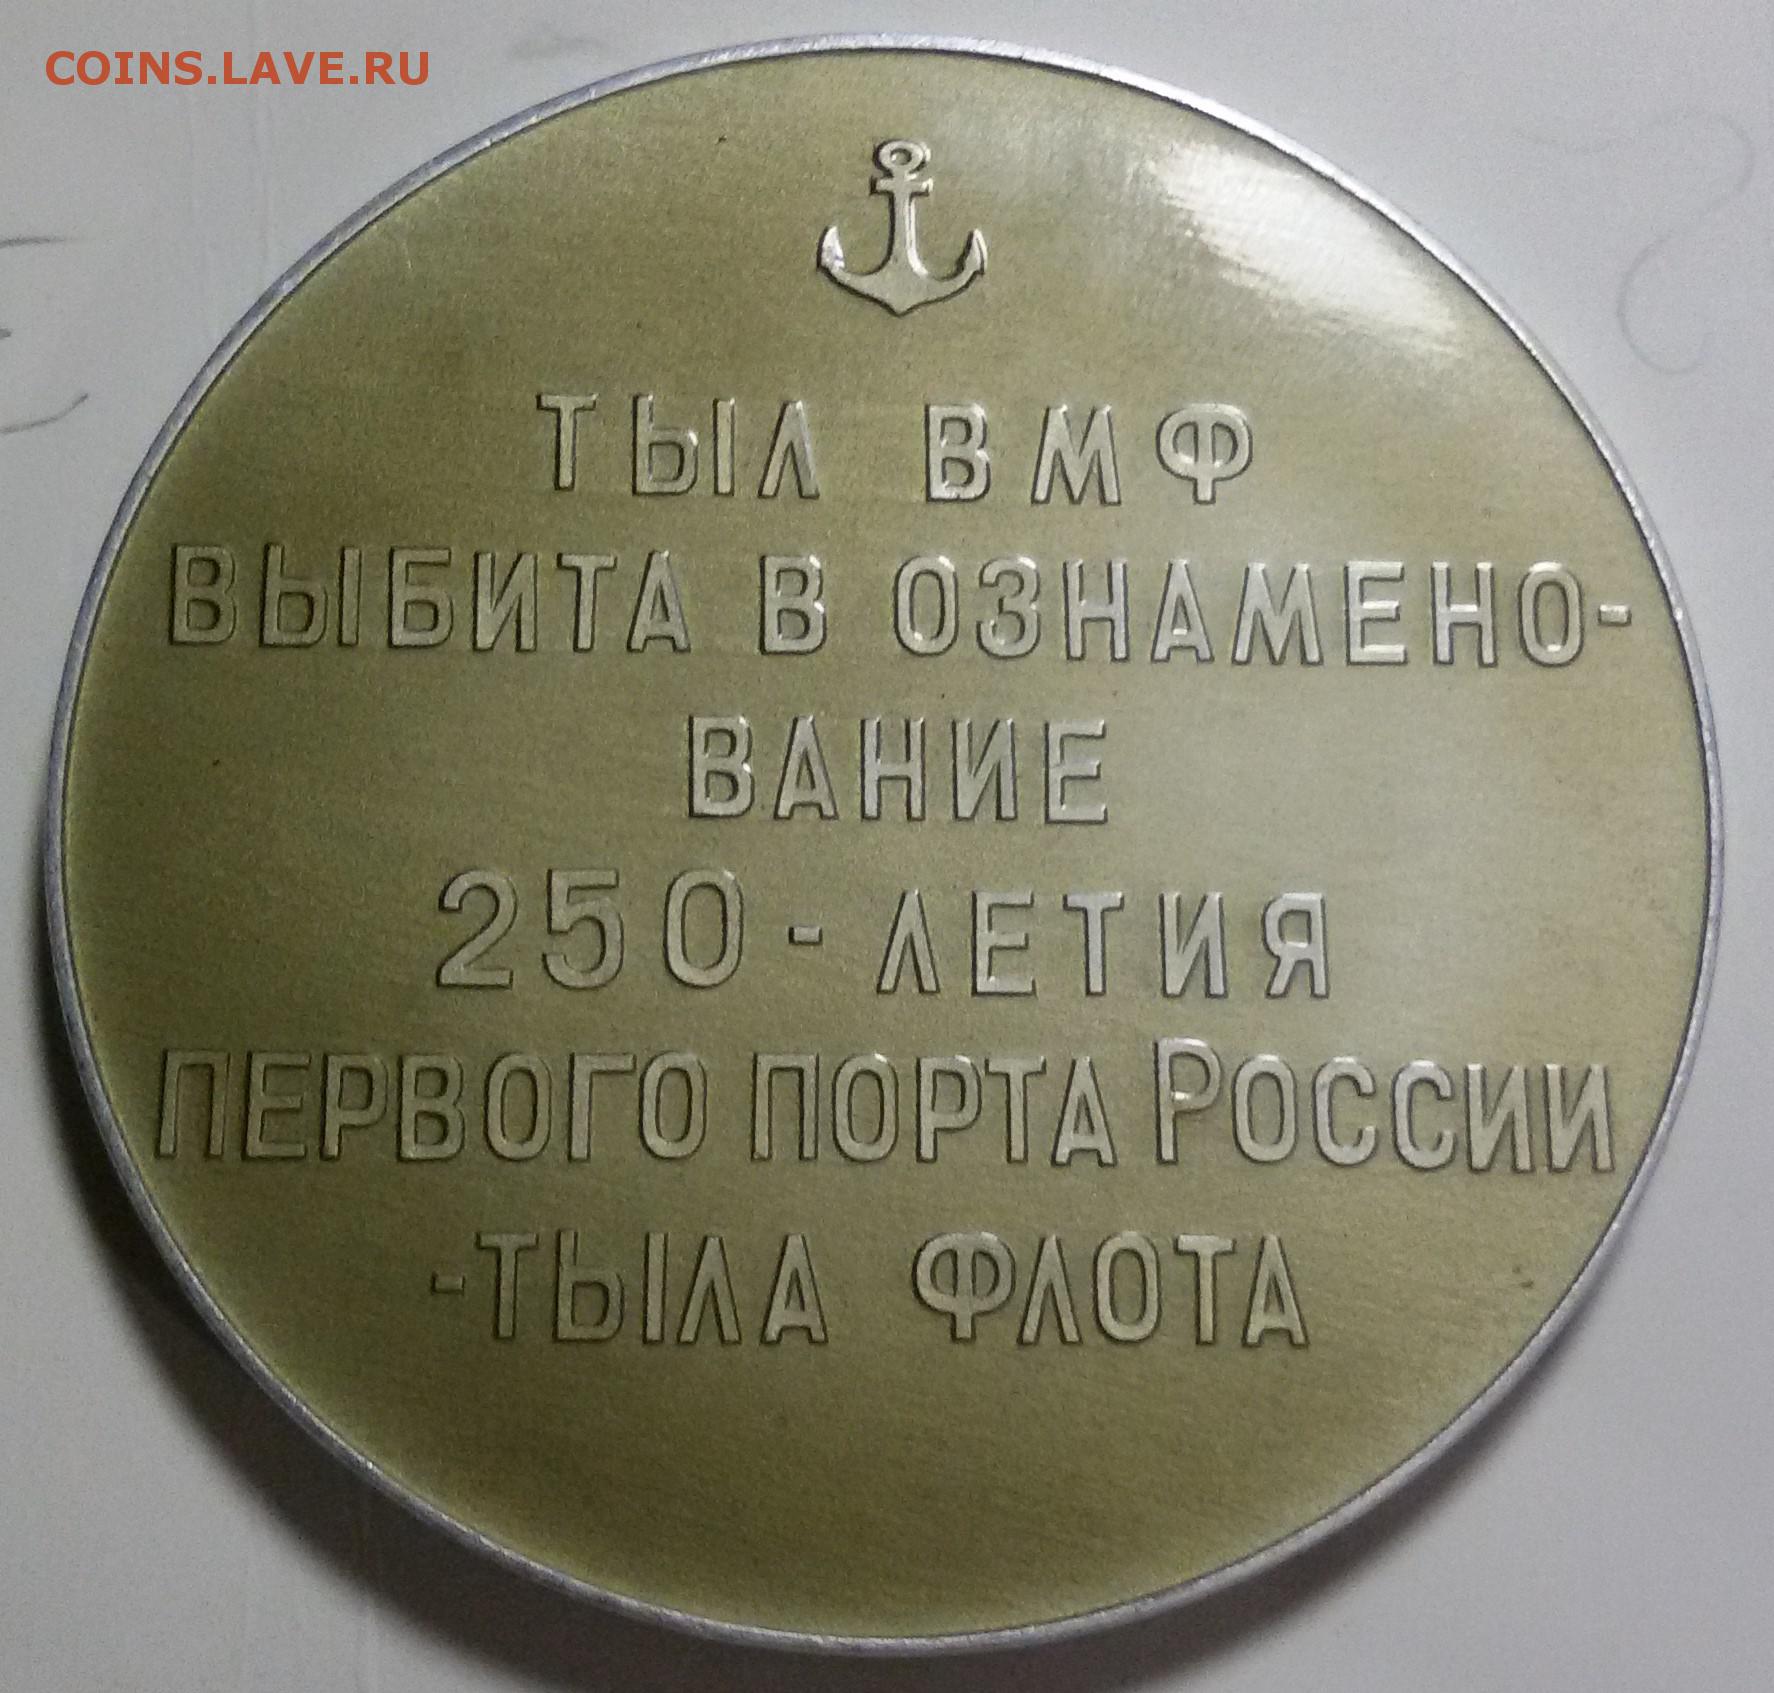 COINS.LAVE.RU
ТЫЛ ВМФ
ВЫБИТА В ОЗНАМЕНО-
ВАНИЕ
250 - ЛЕТИЯ
ПЕРВОГО ПОРТА РОССИИ
-ТЫЛА ФЛОТА